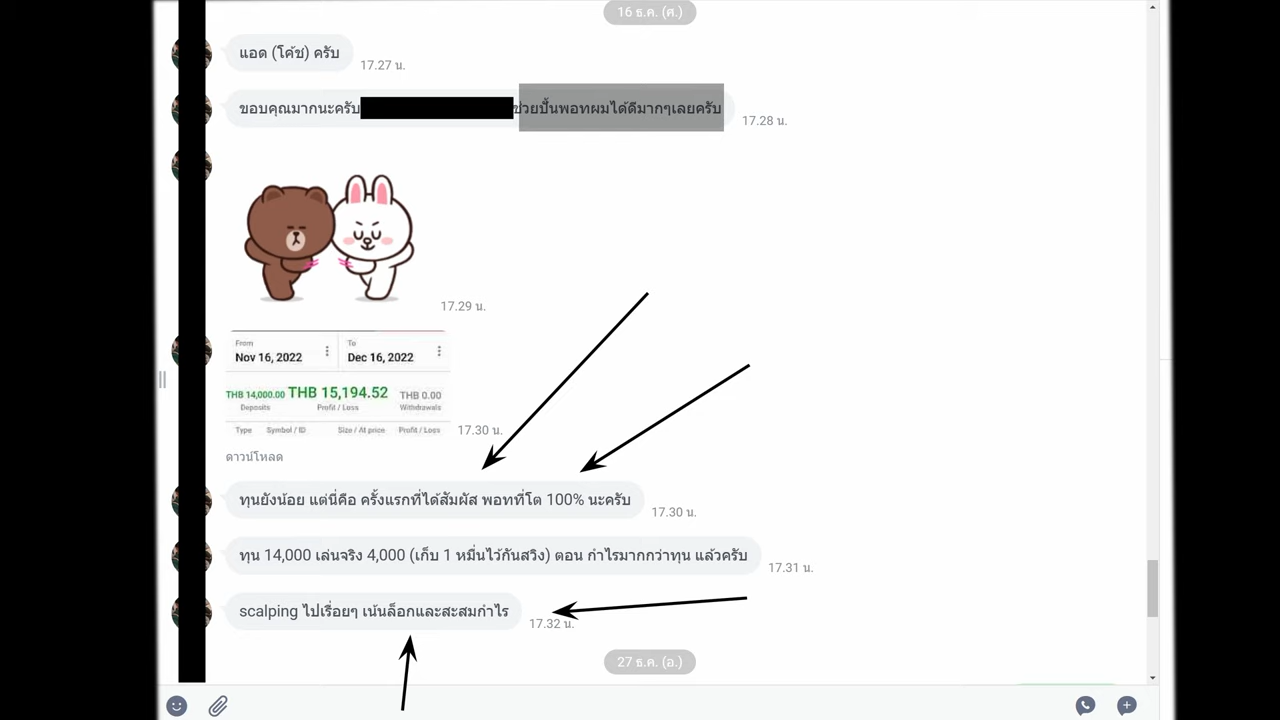 16 ธ.ค. (ศ.)
แอด (โค้ช) ครับ
17.27 น.
ขอบคุณมากนะครับ ช่วยปั้นพอทผมได้ดีมากๆเลยครับ
17.28 น.
17.29 น.
From To
Nov 16, 2022 Dec 16, 2022
THB 14,000.00 THB 15,194.52 THB 0.00
Deposits Profit / Loss Withdrawals
Type Symbol / ID Size / At price Profit / Loss
17.30 น.
ดาวน์โหลด
ทุนยังน้อย แต่นี่คือ ครั้งแรกที่ได้สัมผัส พอทที่โต 100% นะครับ
17.30 น.
ทุน 14,000 เล่นจริง 4,000 (เก็บ 1 หมื่นไว้กันสวิง) ตอน กำไรมากกว่าทุน แล้วครับ
17.31 น.
scalping ไปเรื่อยๆ เน้นล็อกและสะสมกำไร
17.32 น.
27 ธ.ค. (อ.)